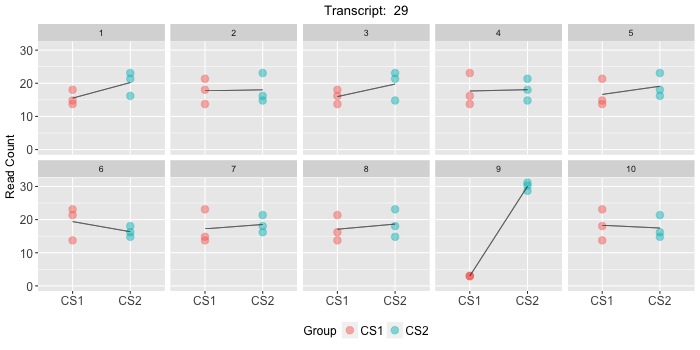 Transcript: 29
1 2 3 4 5
30
20
10
0
Read Count
6 7 8 9 10
30
20
10
0
CS1 CS2 CS1 CS2 CS1 CS2 CS1 CS2 CS1 CS2
Group CS1 CS2